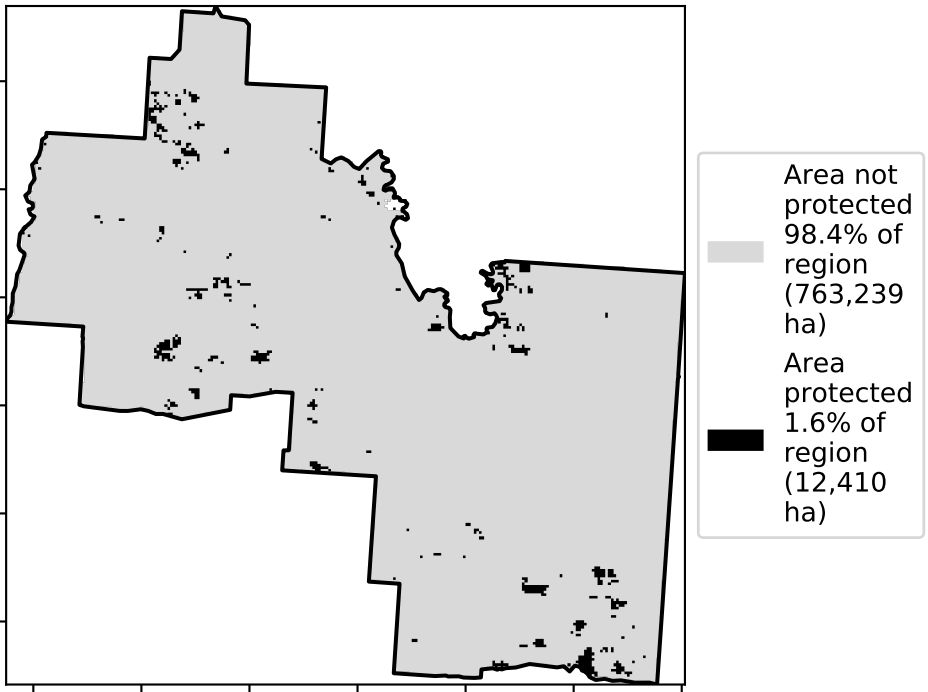 Area not
protected
98.4% of
region
(763,239
ha)
Area
protected
1.6% of
region
(12,410
ha)